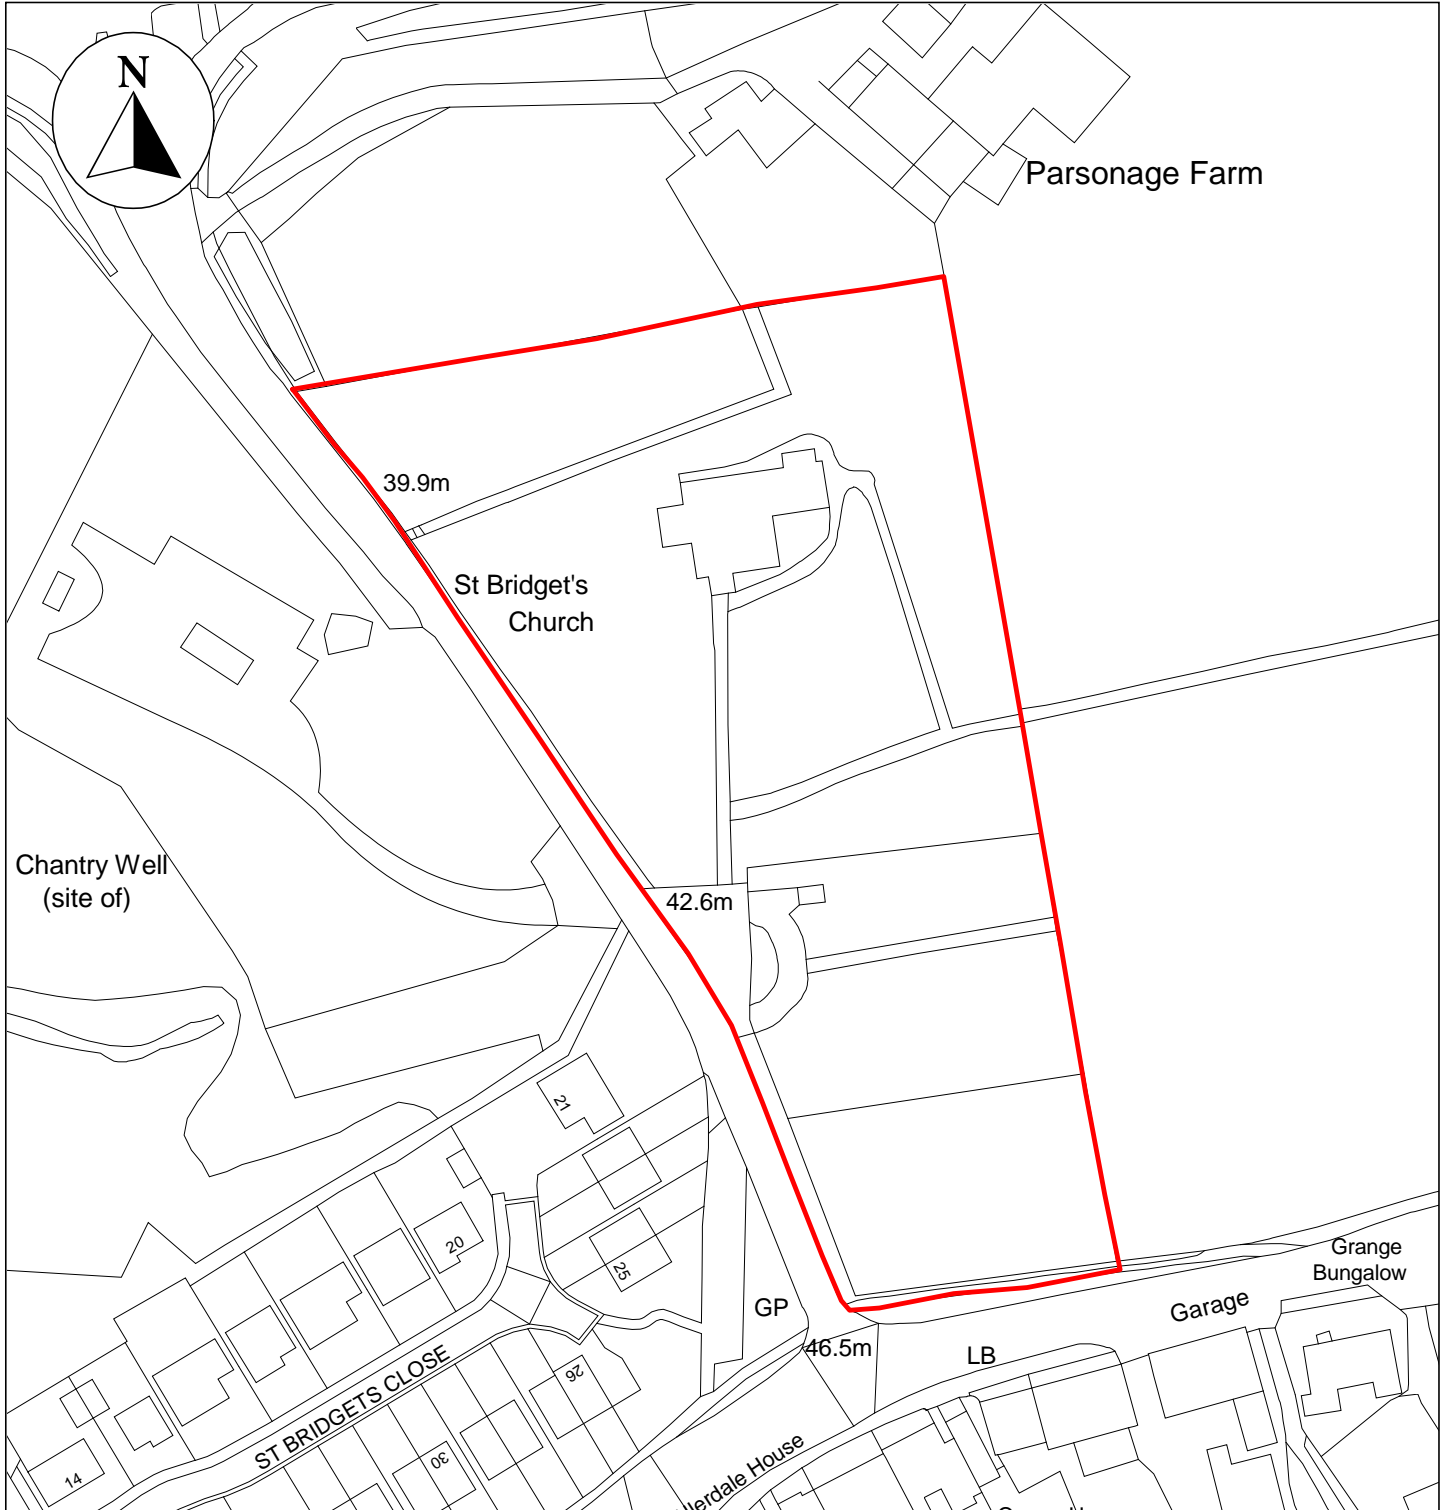 N
Parsonage Farm
39.9m
St Bridget's
Church
Chantry Well
(site of)
42.6m
21
20
25
Grange
Bungalow
Garage
GP
46.5m
LB
26
ST BRIDGETS CLOSE
30
14
House